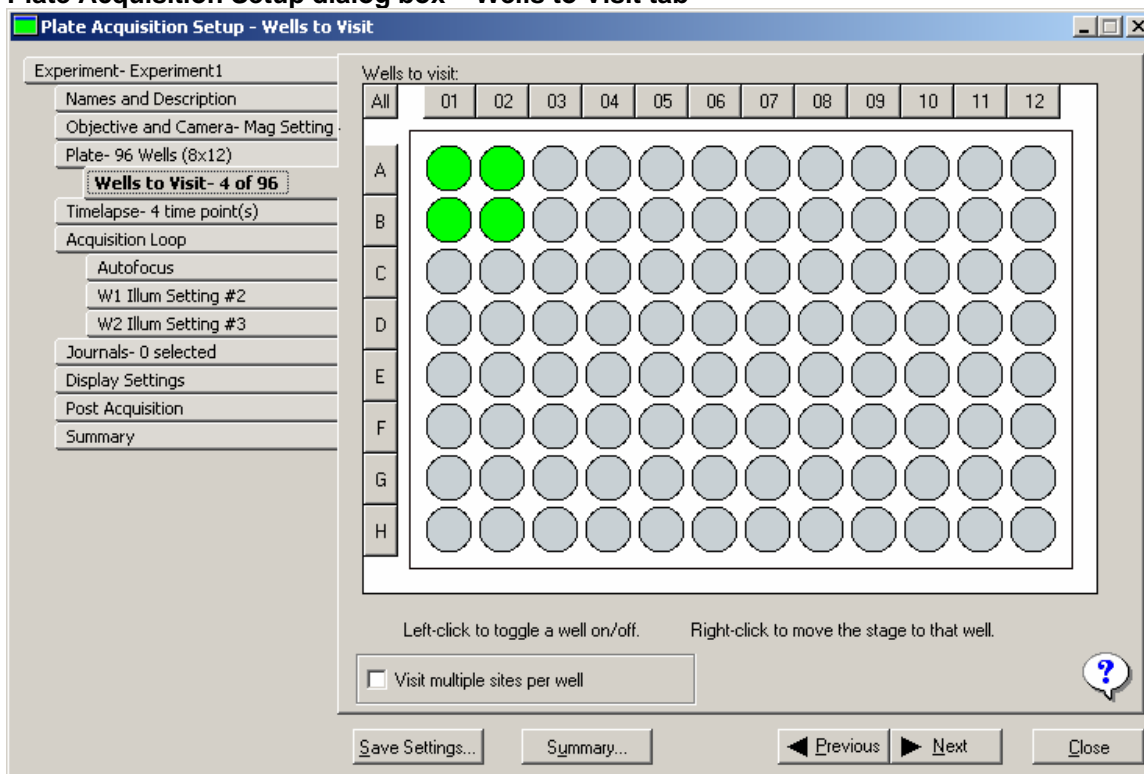 Plate Acquisition Setup dialog box – Wells to Visit tab
Plate Acquisition Setup - Wells to Visit
Experiment- Experiment1
Names and Description
Objective and Camera- Mag Setting
Plate- 96 Wells (8x12)
Wells to Visit- 4 of 96
Timelapse- 4 time point(s)
Acquisition Loop
Autofocus
W1 Illum Setting #2
W2 Illum Setting #3
Journals- 0 selected
Display Settings
Post Acquisition
Summary
Wells to visit:
All 01 02 03 04 05 06 07 08 09 10 11 12
A
B
C
D
E
F
G
H
Left-click to toggle a well on/off. Right-click to move the stage to that well.
Visit multiple sites per well
?
Save Settings... Summary... Previous Next Close